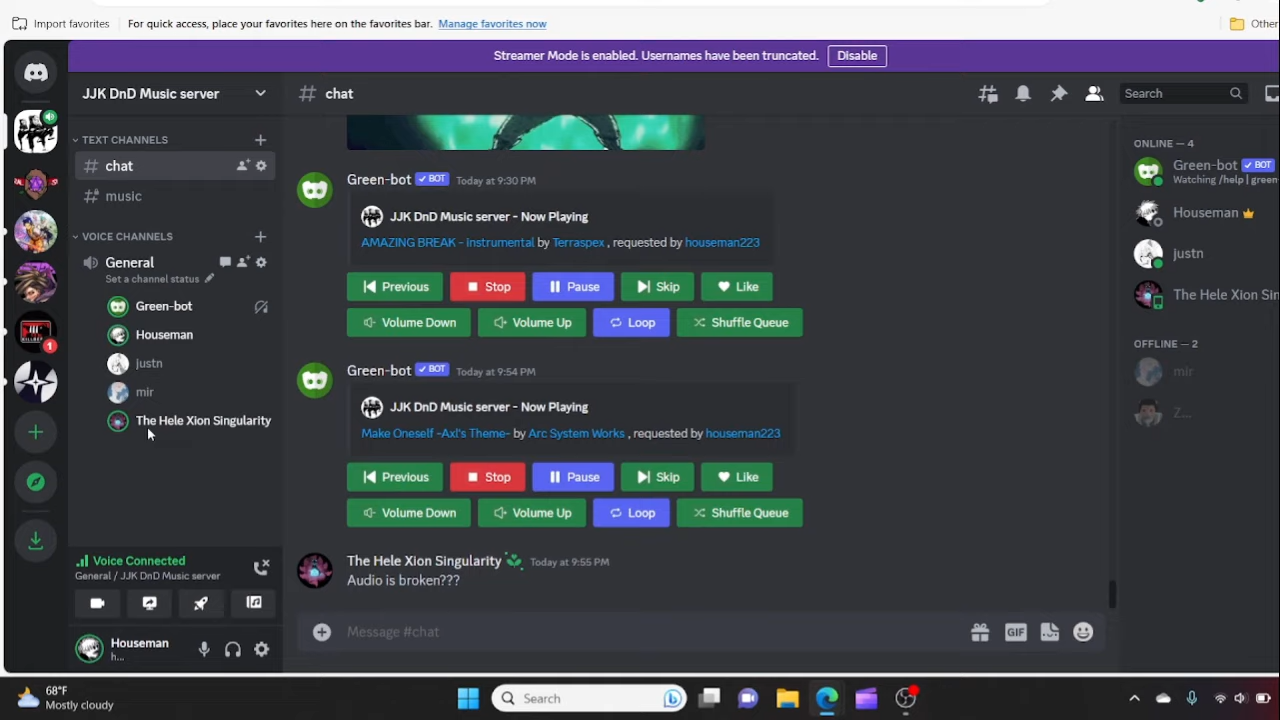 Import favorites
For quick access, place your favorites here on the favorites bar. Manage favorites now
Other
Streamer Mode is enabled. Usernames have been truncated.
Disable
JJK DnD Music server
# chat
Search
TEXT CHANNELS
# chat
# music
VOICE CHANNELS
General
Set a channel status
Green-bot
Houseman
justn
mir
The Hele Xion Singularity
Voice Connected
General / JJK DnD Music server
Houseman
h...
Green-bot BOT Today at 9:30 PM
JJK DnD Music server - Now Playing
AMAZING BREAK - Instrumental by Terraspex , requested by houseman223
Previous Stop Pause Skip Like
Volume Down Volume Up Loop Shuffle Queue
Green-bot BOT Today at 9:54 PM
JJK DnD Music server - Now Playing
Make Oneself -Axl's Theme- by Arc System Works , requested by houseman223
Previous Stop Pause Skip Like
Volume Down Volume Up Loop Shuffle Queue
The Hele Xion Singularity Today at 9:55 PM
Audio is broken???
Message #chat
GIF
ONLINE — 4
Green-bot BOT
Watching /help | green
Houseman
justn
The Hele Xion Sin
OFFLINE — 2
mir
Z...
1
68°F
Mostly cloudy
Search